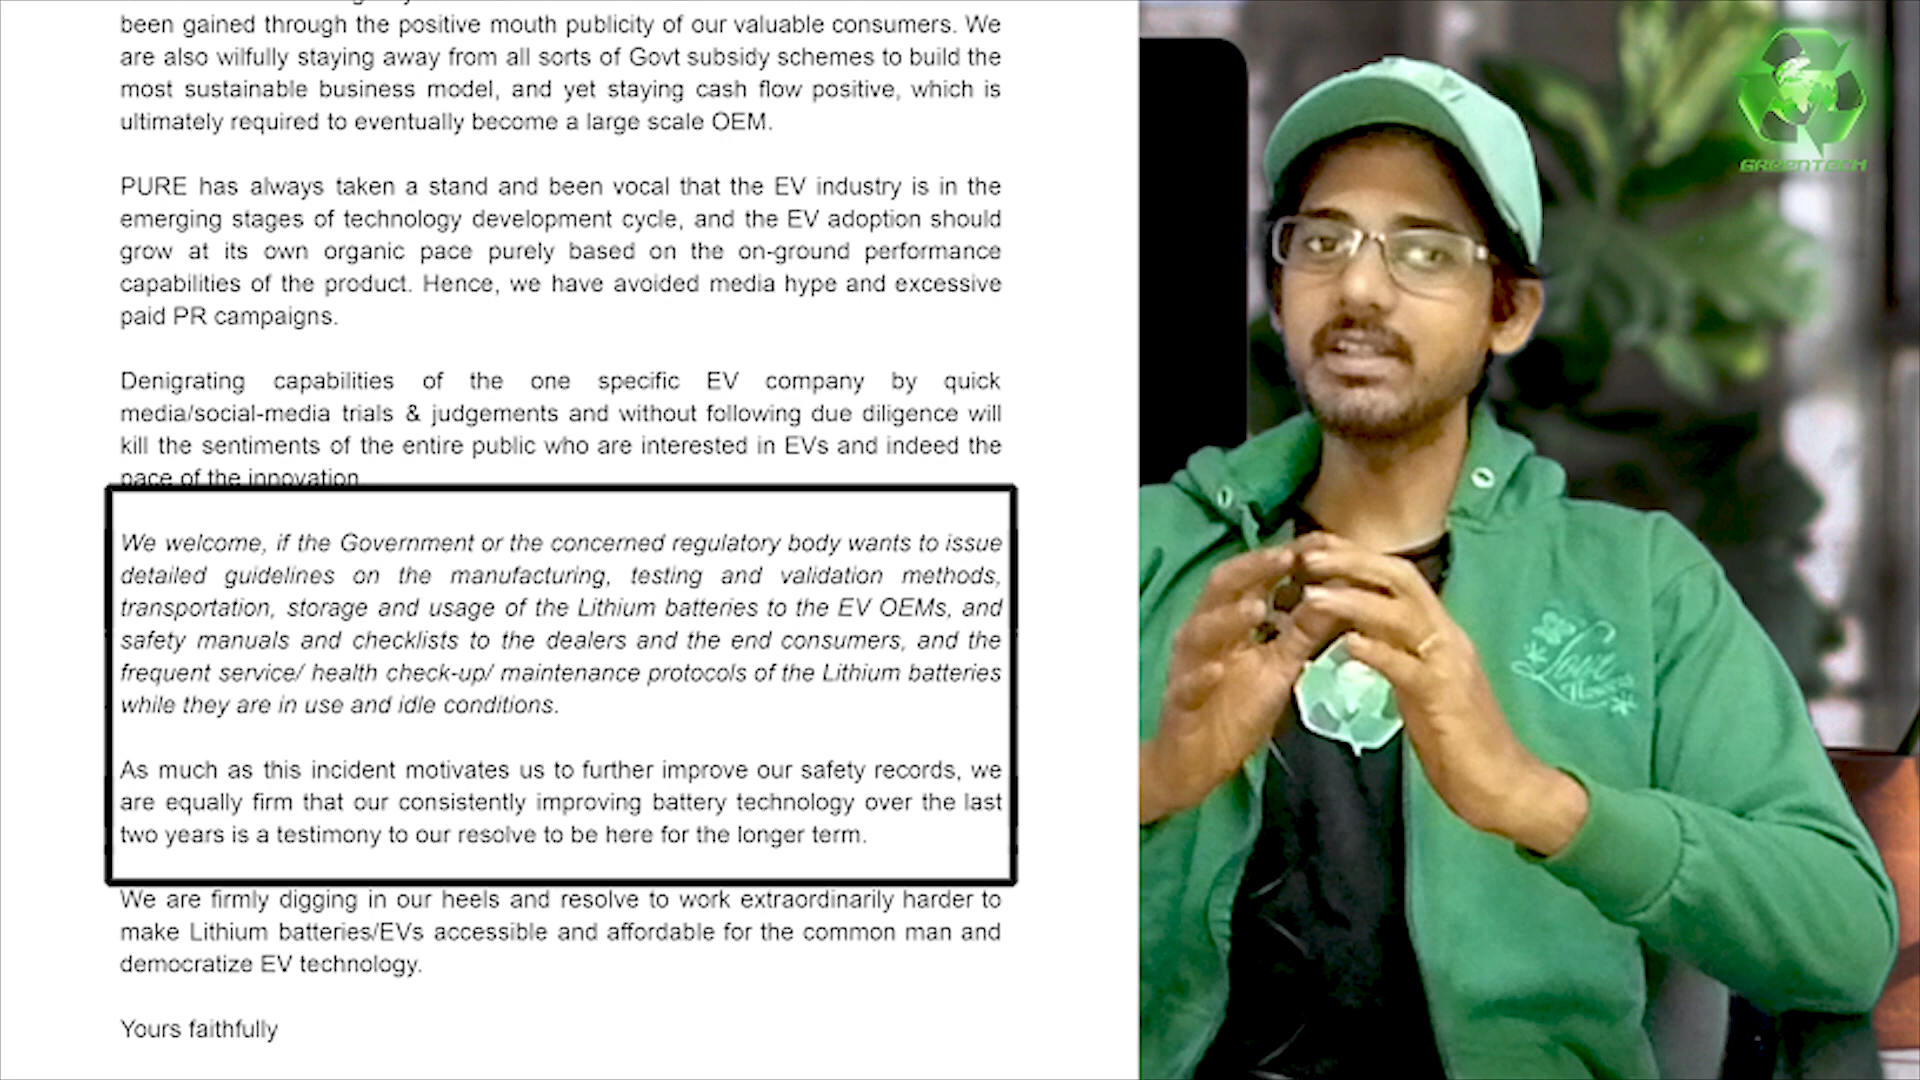 been gained through the positive mouth publicity of our valuable consumers. We
are also wilfully staying away from all sorts of Govt subsidy schemes to build the
most sustainable business model, and yet staying cash flow positive, which is
ultimately required to eventually become a large scale OEM.
PURE has always taken a stand and been vocal that the EV industry is in the
emerging stages of technology development cycle, and the EV adoption should
grow at its own organic pace purely based on the on-ground performance
capabilities of the product. Hence, we have avoided media hype and excessive
paid PR campaigns.
Denigrating capabilities of the one specific EV company by quick
media/social-media trials & judgements and without following due diligence will
kill the sentiments of the entire public who are interested in EVs and indeed the
pace of the innovation
We welcome, if the Government or the concerned regulatory body wants to issue
detailed guidelines on the manufacturing, testing and validation methods,
transportation, storage and usage of the Lithium batteries to the EV OEMs, and
safety manuals and checklists to the dealers and the end consumers, and the
frequent service/ health check-up/ maintenance protocols of the Lithium batteries
while they are in use and idle conditions.
As much as this incident motivates us to further improve our safety records, we
are equally firm that our consistently improving battery technology over the last
two years is a testimony to our resolve to be here for the longer term.
We are firmly digging in our heels and resolve to work extraordinarily harder to
make Lithium batteries/EVs accessible and affordable for the common man and
democratize EV technology.
Yours faithfully
GREENTECH